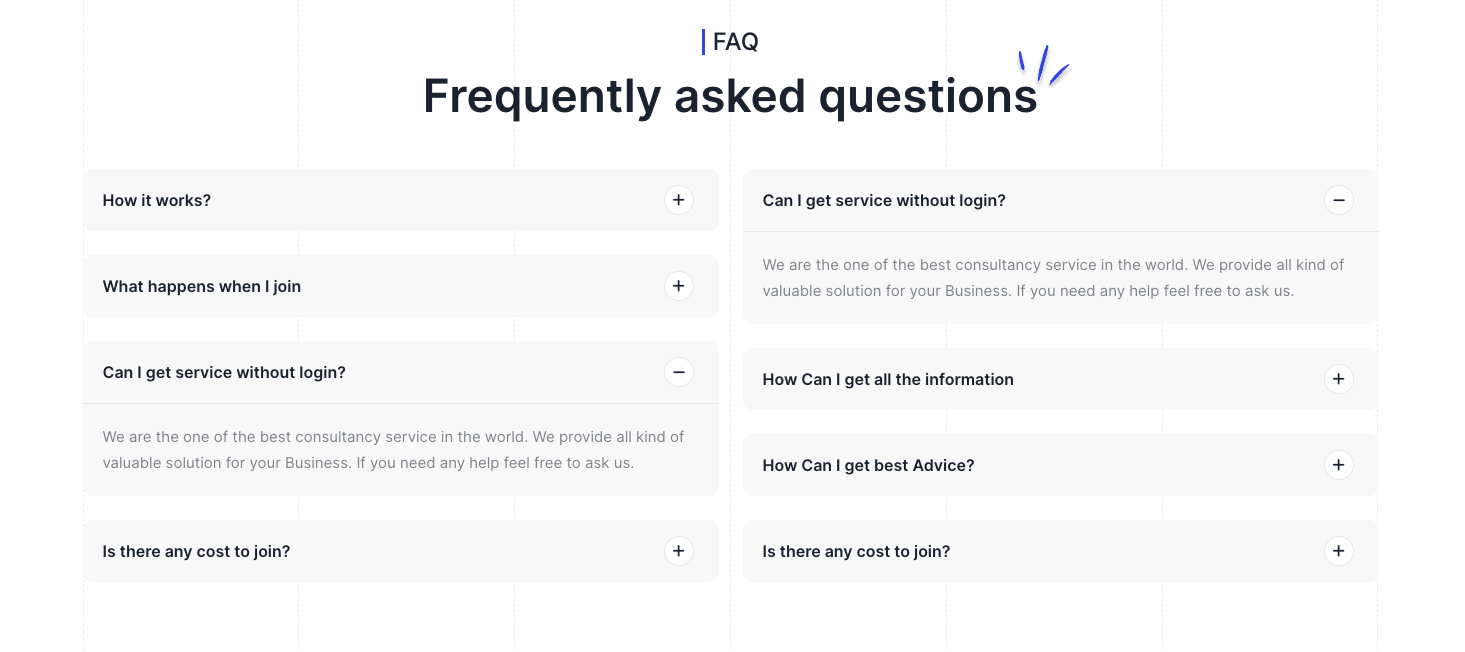 FAQ
Frequently asked questions
How it works?
What happens when I join
Can I get service without login?
We are the one of the best consultancy service in the world. We provide all kind of
valuable solution for your Business. If you need any help feel free to ask us.
Is there any cost to join?
Can I get service without login?
We are the one of the best consultancy service in the world. We provide all kind of
valuable solution for your Business. If you need any help feel free to ask us.
How Can I get all the information
How Can I get best Advice?
Is there any cost to join?